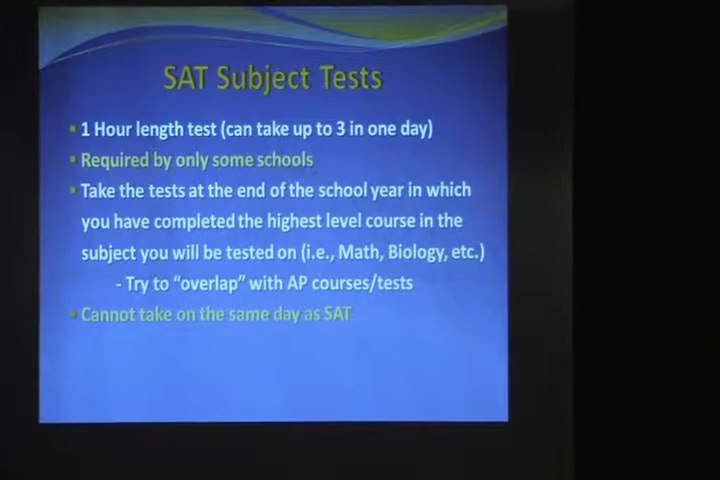 SAT Subject Tests
▪ 1 Hour length test (can take up to 3 in one day)
▪ Required by only some schools
▪ Take the tests at the end of the school year in which
you have completed the highest level course in the
subject you will be tested on (i.e., Math, Biology, etc.)
- Try to “overlap” with AP courses/tests
▪ Cannot take on the same day as SAT